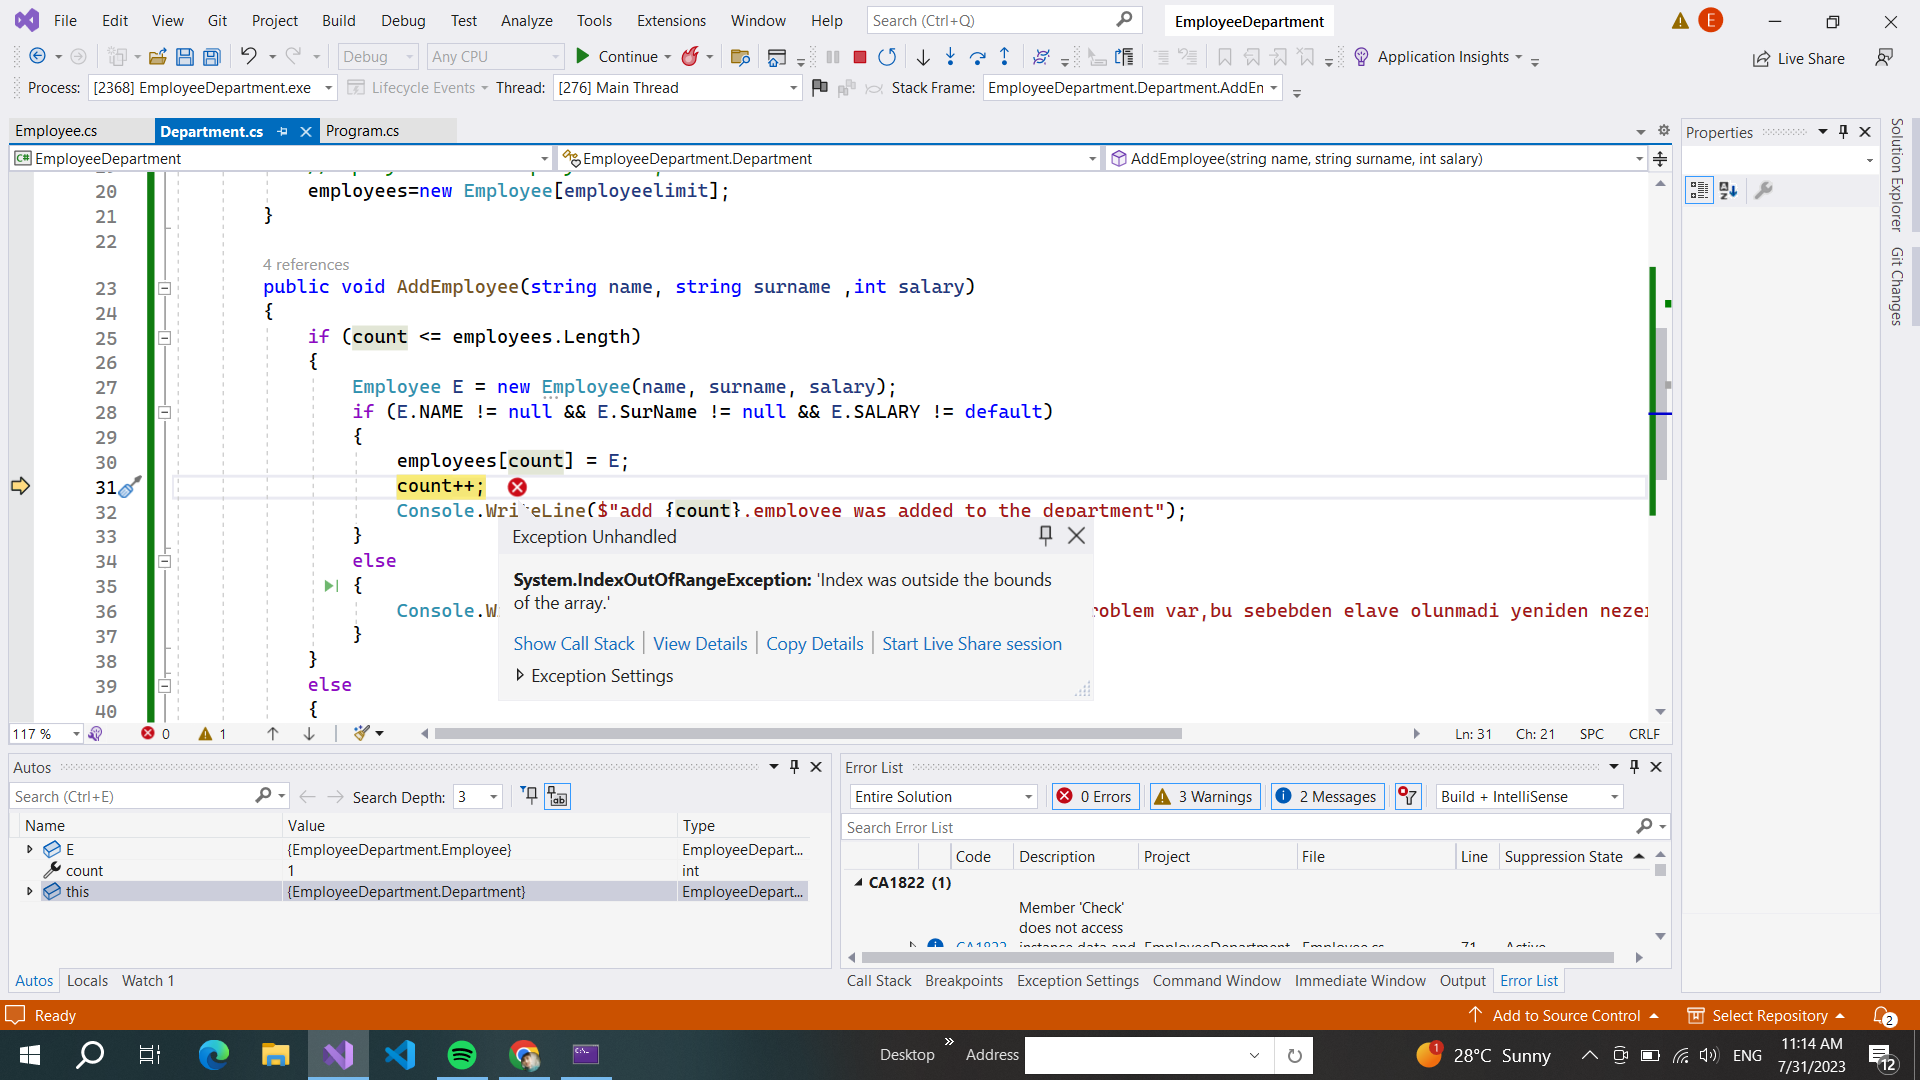 File Edit View Git Project Build Debug Test Analyze Tools Extensions Window Help Search (Ctrl+Q) EmployeeDepartment E
Debug Any CPU Continue Application Insights Live Share
Process: [2368] EmployeeDepartment.exe Lifecycle Events Thread: [276] Main Thread Stack Frame: EmployeeDepartment.Department.AddEn
Employee.cs Department.cs Program.cs
EmployeeDepartment EmployeeDepartment.Department AddEmployee(string name, string surname, int salary)
20 employees=new Employee[employeelimit];
21 }
22
4 references
23 public void AddEmployee(string name, string surname ,int salary)
24 {
25 if (count <= employees.Length)
26 {
27 Employee E = new Employee(name, surname, salary);
28 if (E.NAME != null && E.SurName != null && E.SALARY != default)
29 {
30 employees[count] = E;
31 count++;
32 Console.WriteLine($"add {count}.employee was added to the department");
33 }
34 else
35 {
36 Console.W roblem var,bu sebebden elave olunmadi yeniden nezer
37 }
38 }
39 else
40 {
Exception Unhandled
System.IndexOutOfRangeException: 'Index was outside the bounds
of the array.'
Show Call Stack View Details Copy Details Start Live Share session
Exception Settings
117 % 0 1 Ln: 31 Ch: 21 SPC CRLF
Autos
Search (Ctrl+E) Search Depth: 3
Name Value Type
E {EmployeeDepartment.Employee} EmployeeDepart...
count 1 int
this {EmployeeDepartment.Department} EmployeeDepart...
Autos Locals Watch 1
Error List
Entire Solution 0 Errors 3 Warnings 2 Messages Build + IntelliSense
Search Error List
Code Description Project File Line Suppression State
CA1822 (1)
Member 'Check'
does not access
CA1822 instance data and EmployeeDepartment Employee.cs 71 Active
Call Stack Breakpoints Exception Settings Command Window Immediate Window Output Error List
Properties
Solution Explorer
Git Changes
Ready Add to Source Control Select Repository 2
Desktop » Address 1 28°C Sunny ENG 11:14 AM
7/31/2023 12